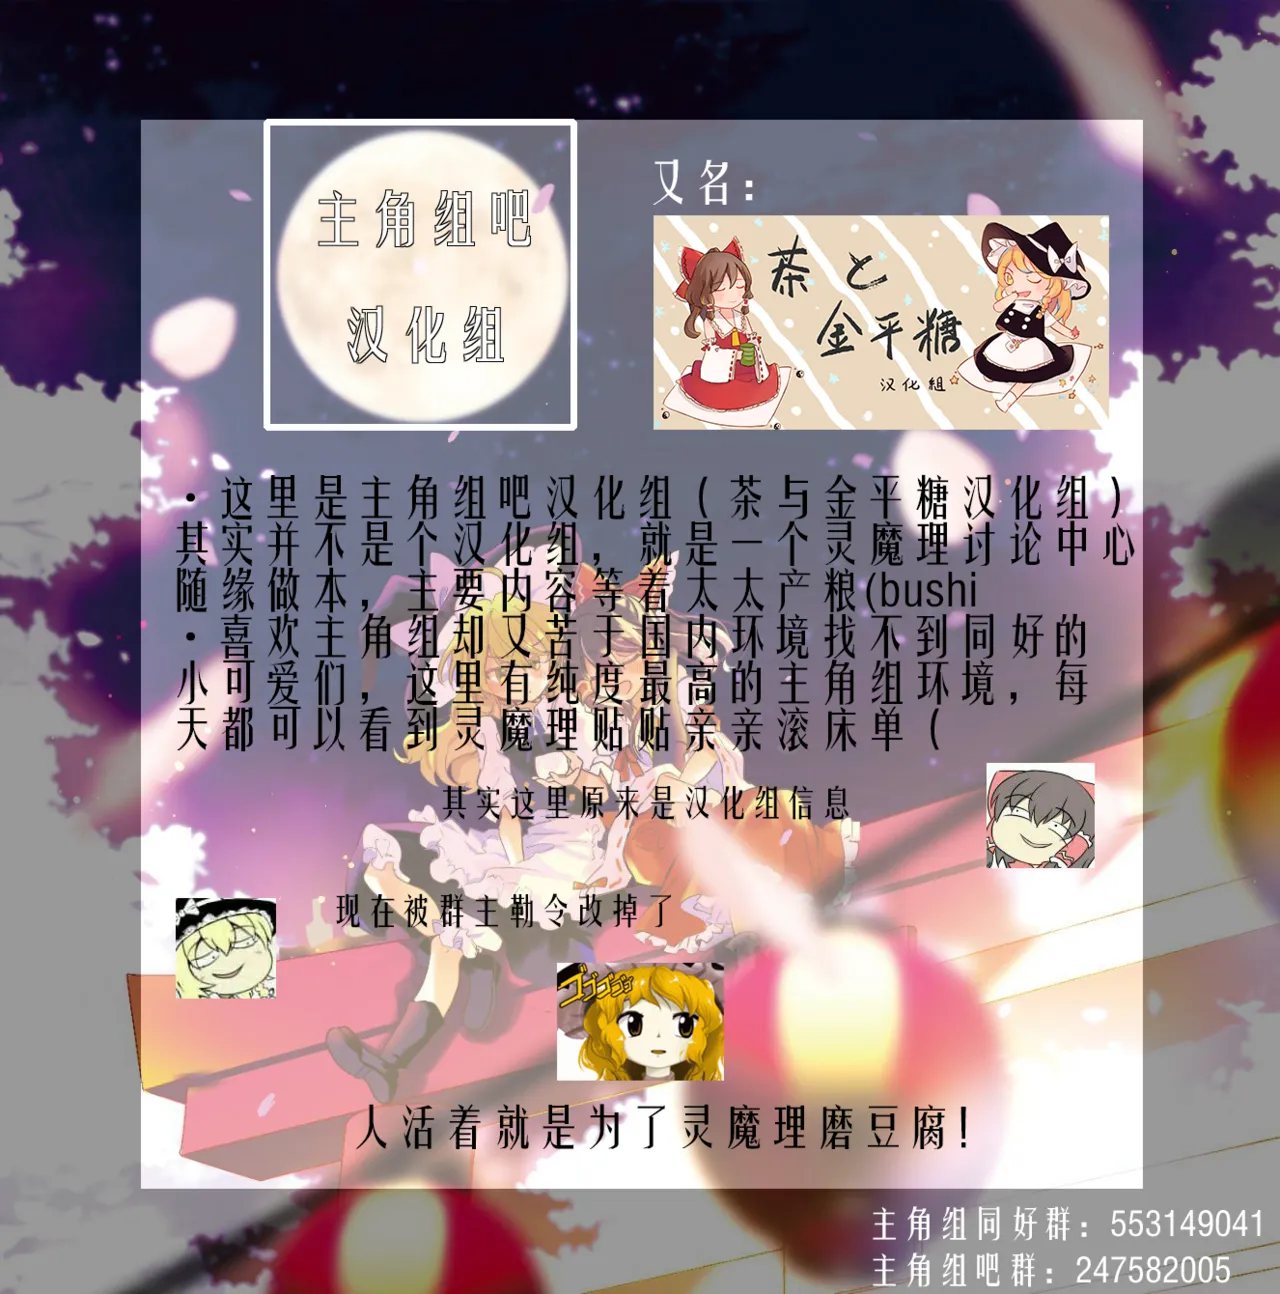 主角组吧
汉化组
又名：
茶と
金平糖
汉化组
·这里是主角组吧汉化组（茶与金平糖汉化组）
其实并不是个汉化组，就是一个灵魔理讨论中心
随缘做本，主要内容等着太太产粮(bushi
·喜欢主角组却又苦于国内环境找不到同好的
小可爱们，这里有纯度最高的主角组环境，每
天都可以看到灵魔理贴贴亲亲滚床单（
其实这里原来是汉化组信息
现在被群主勒令改掉了
ゴゴゴゴゴ
人活着就是为了灵魔理磨豆腐！
主角组同好群：553149041
主角组吧群：247582005